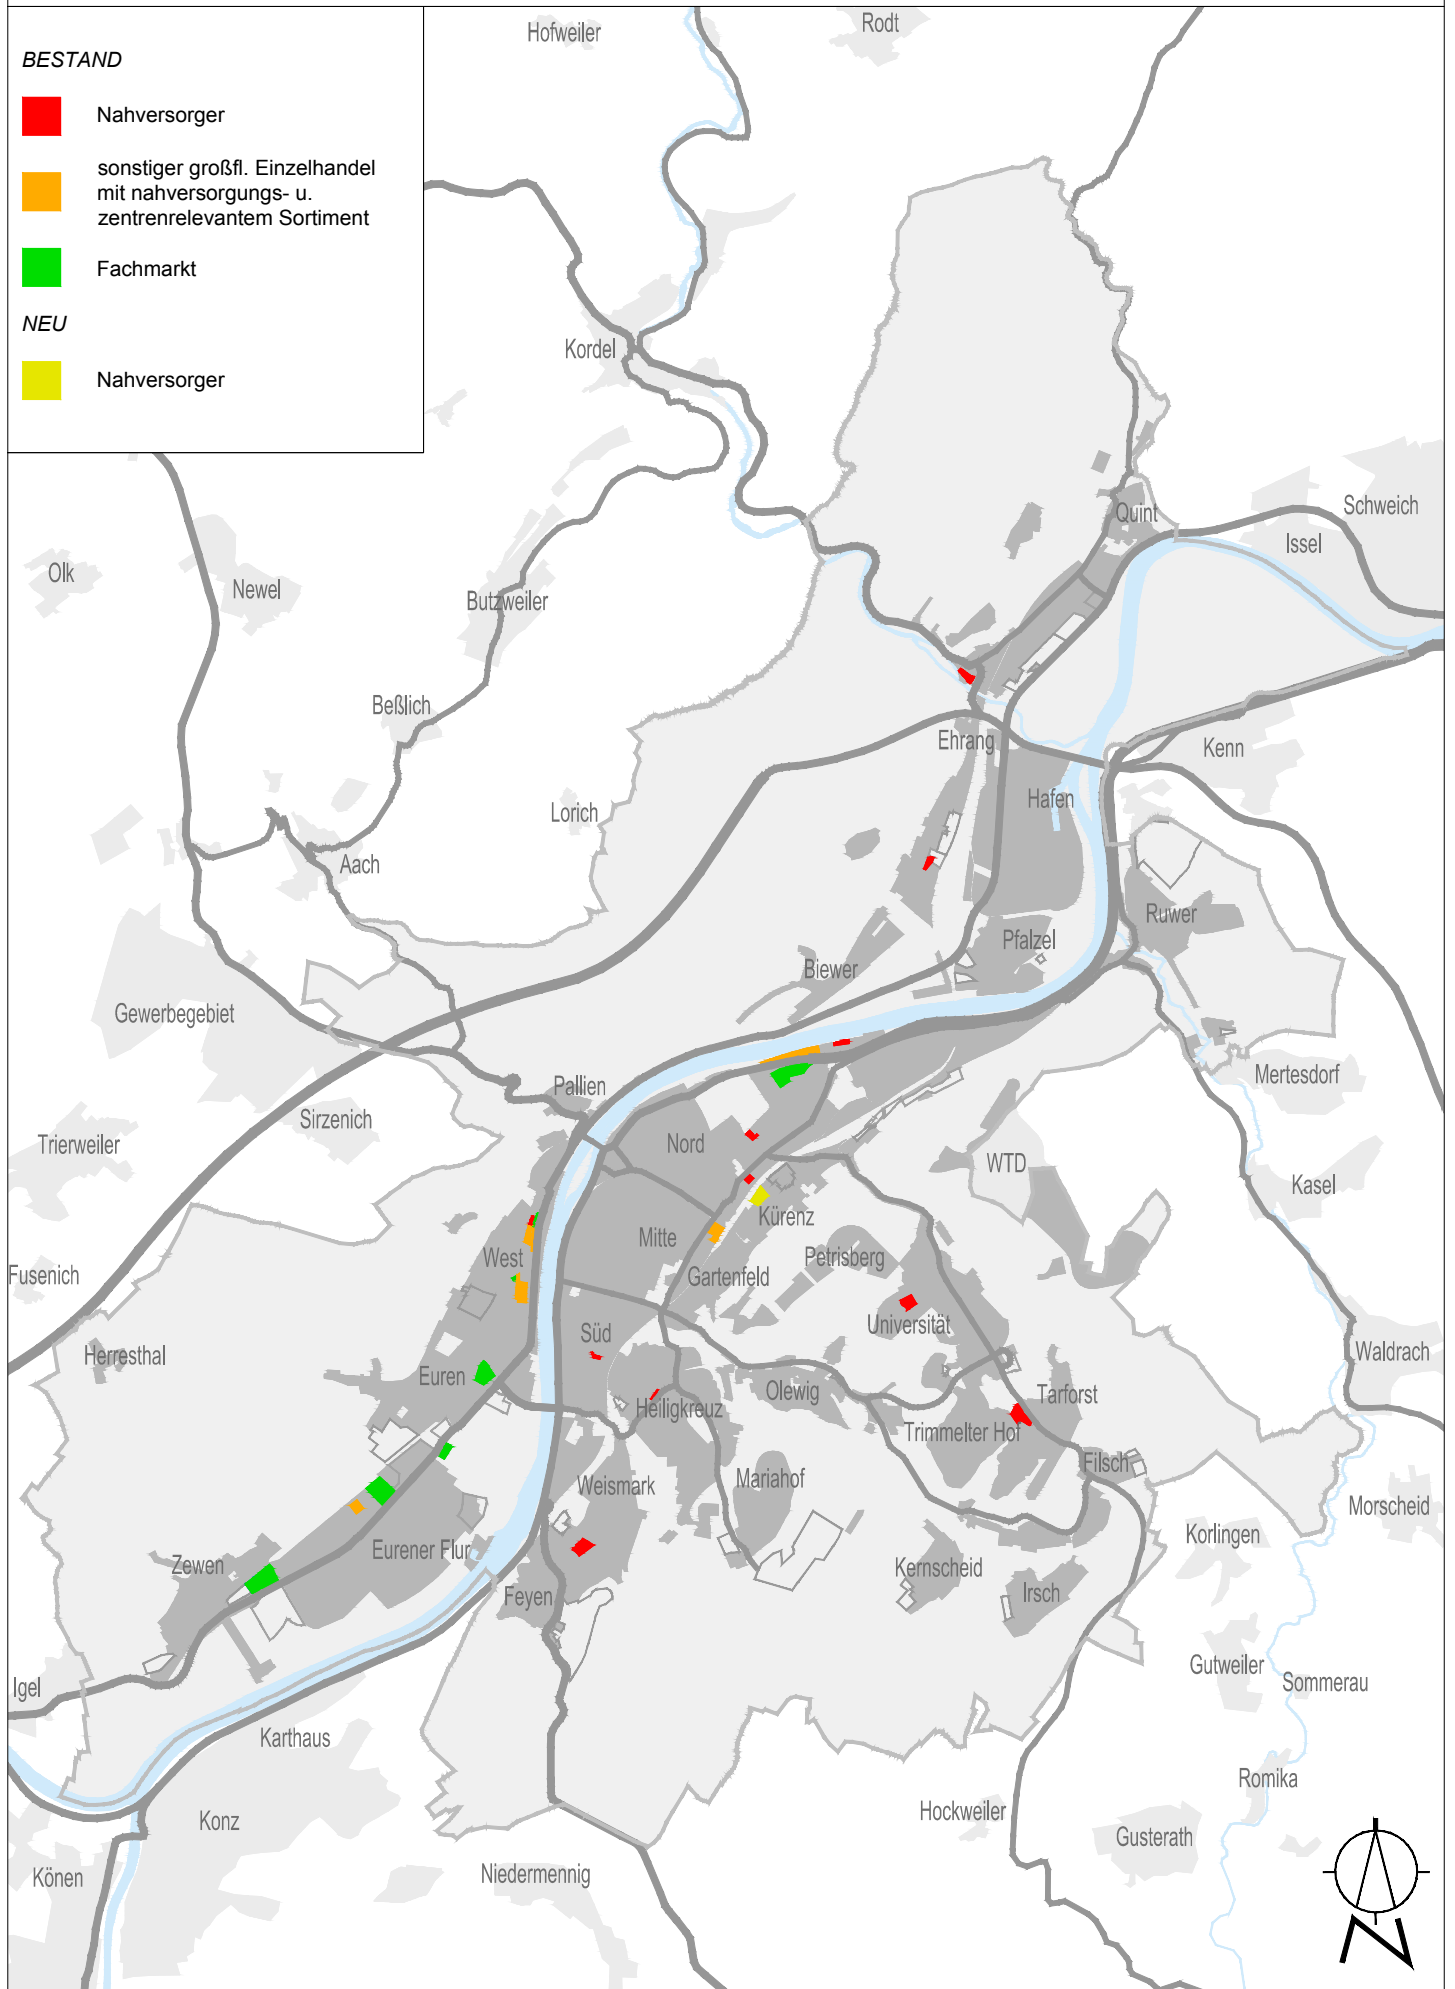 BESTAND
Nahversorger
sonstiger großfl. Einzelhandel
mit nahversorgungs- u.
zentrenrelevantem Sortiment
Fachmarkt
NEU
Nahversorger
Hofweiler
Rodt
Kordel
Quint
Schweich
Issel
Olk
Newel
Butzweiler
Beßlich
Ehrang
Kenn
Hafen
Lorich
Aach
Ruwer
Pfalzel
Biewer
Gewerbegebiet
Mertesdorf
Pallien
Sirzenich
Trierweiler
Nord
WTD
Kasel
Kürenz
Mitte
West
Petrisberg
Gartenfeld
Fusenich
Universität
Süd
Herresthal
Waldrach
Euren
Olewig
Tarforst
Heiligkreuz
Trimmelter Hof
Filsch
Mariahof
Weismark
Morscheid
Korlingen
Eurener Flur
Zewen
Kernscheid
Irsch
Feyen
Gutweiler
Sommerau
Igel
Karthaus
Romika
Hockweiler
Konz
Gusterath
Könen
Niedermennig
N